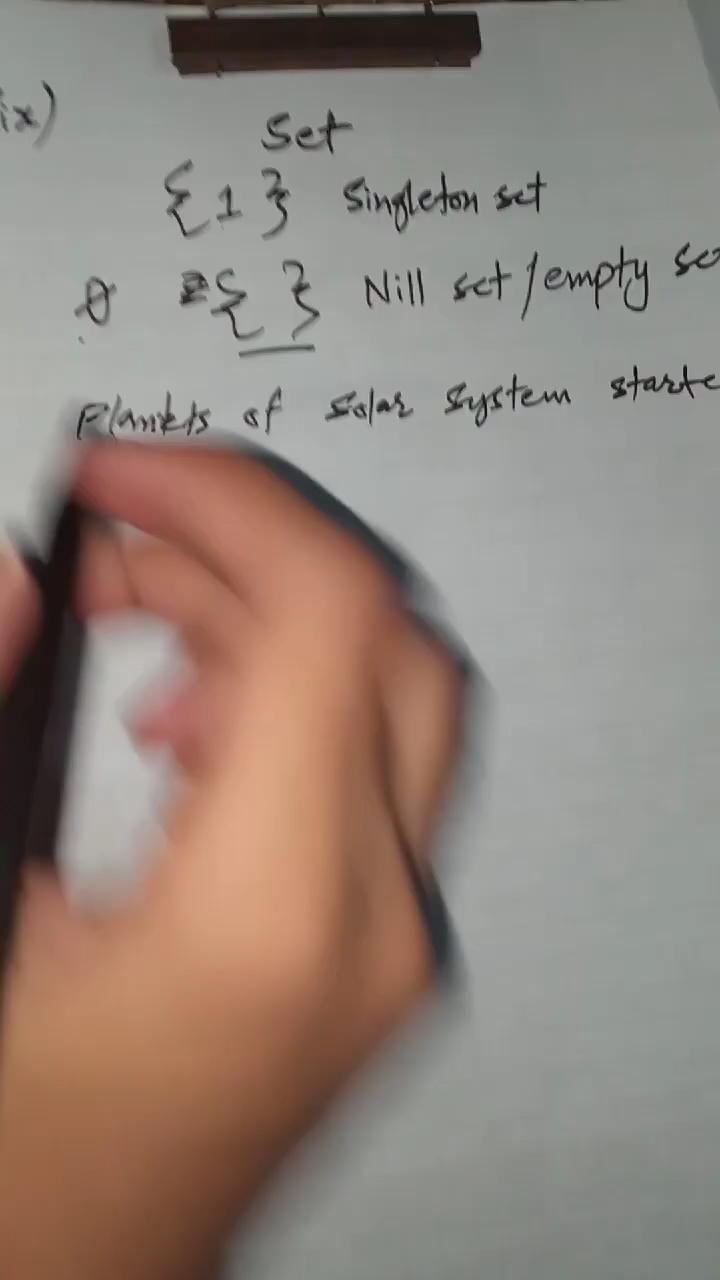 ix)
Set
{1} Singleton set
∅ {} Nill set/empty se
Planets of Solar System starte